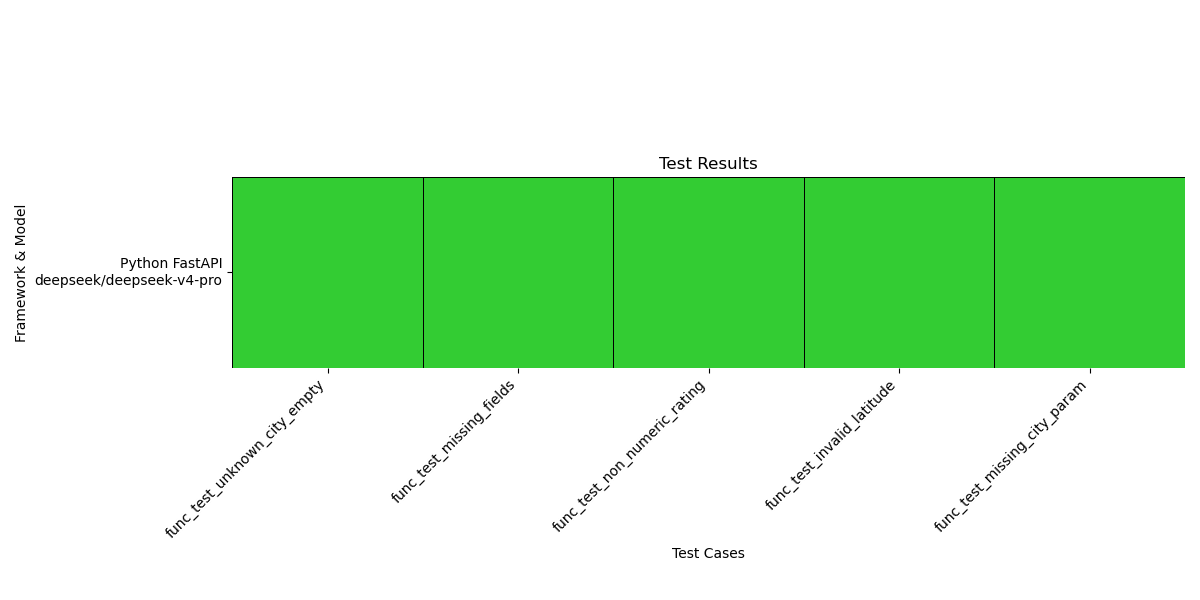 Test Results
Framework & Model
Python FastAPI
deepseek/deepseek-v4-pro
func_test_unknown_city_empty
func_test_missing_fields
func_test_non_numeric_rating
func_test_invalid_latitude
func_test_missing_city_param
Test Cases